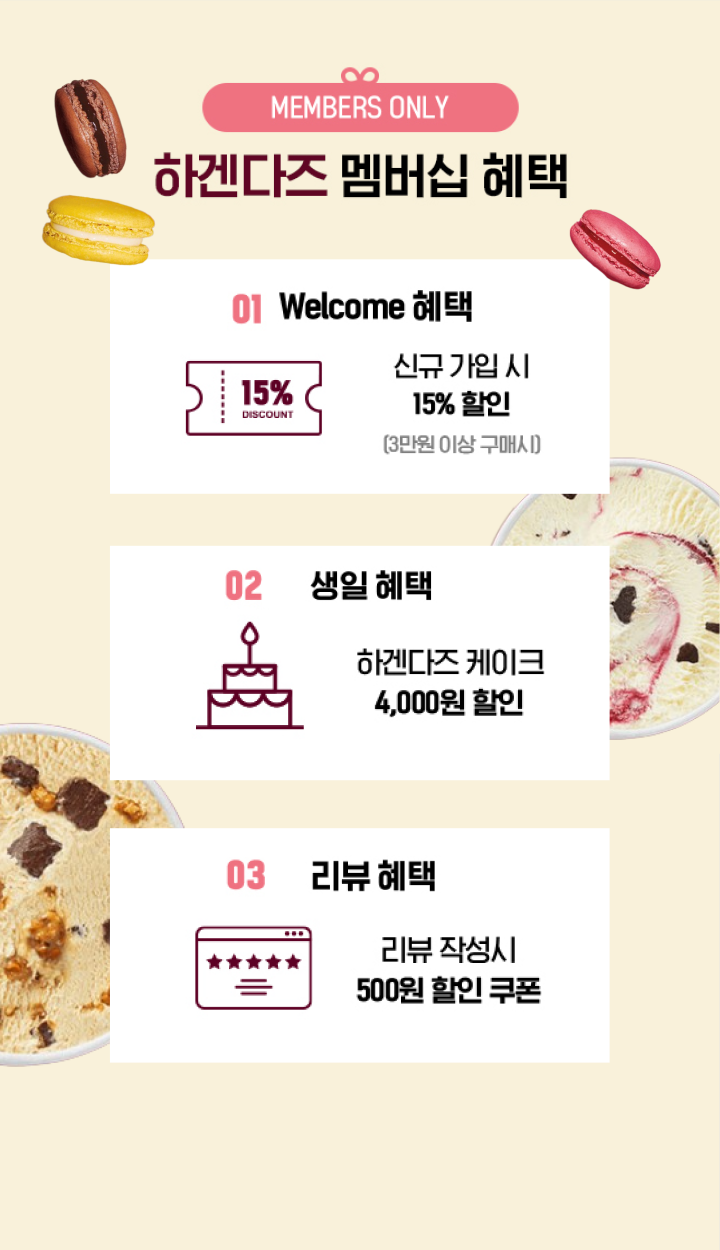 MEMBERS ONLY
하겐다즈 멤버십 혜택
01 Welcome 혜택
15%
DISCOUNT
신규 가입 시
15% 할인
(3만원 이상 구매시)
02 생일 혜택
하겐다즈 케이크
4,000원 할인
03 리뷰 혜택
리뷰 작성시
500원 할인 쿠폰